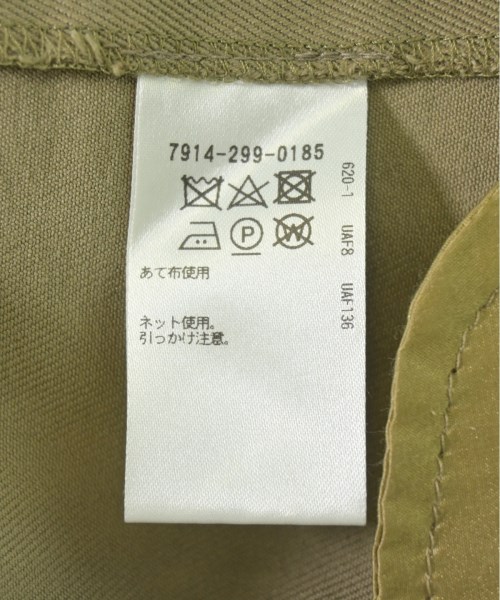 7914-299-0185
P
W
あて布使用
ネット使用。
引っかけ注意。
620-1 UAF8 UAF136